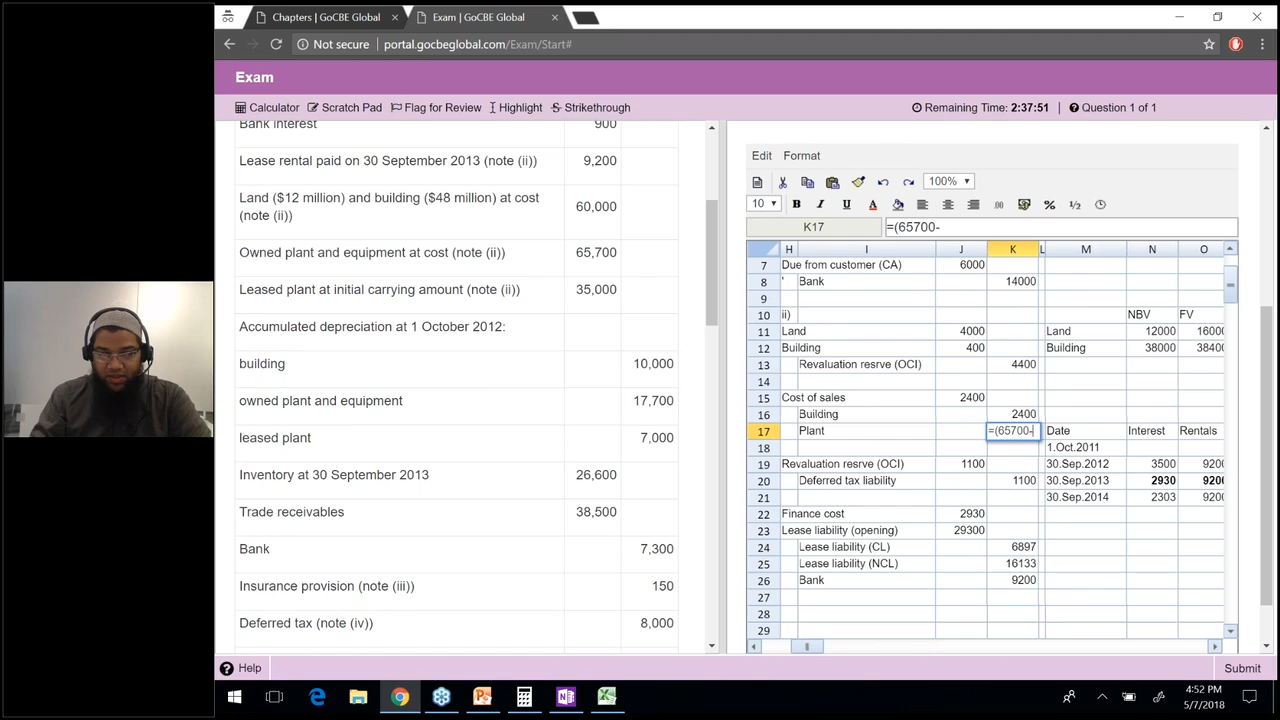 Chapters | GoCBE Global
Exam | GoCBE Global
Not secure | portal.gocbeglobal.com/Exam/Start#
Exam
Calculator Scratch Pad Flag for Review Highlight Strikethrough
Remaining Time: 2:37:51 Question 1 of 1
Bank interest 900
Lease rental paid on 30 September 2013 (note (ii)) 9,200
Land ($12 million) and building ($48 million) at cost
(note (ii)) 60,000
Owned plant and equipment at cost (note (ii)) 65,700
Leased plant at initial carrying amount (note (ii)) 35,000
Accumulated depreciation at 1 October 2012:
building 10,000
owned plant and equipment 17,700
leased plant 7,000
Inventory at 30 September 2013 26,600
Trade receivables 38,500
Bank 7,300
Insurance provision (note (iii)) 150
Deferred tax (note (iv)) 8,000
Edit Format
100%
10 B I U A .00 % ½
K17 =(65700-
H I J K L M N O
7 Due from customer (CA) 6000
8 ' Bank 14000
9
10 ii) NBV FV
11 Land 4000 Land 12000 16000
12 Building 400 Building 38000 38400
13 Revaluation resrve (OCI) 4400
14
15 Cost of sales 2400
16 Building 2400
17 Plant =(65700- Date Interest Rentals
18 1.Oct.2011
19 Revaluation resrve (OCI) 1100 30.Sep.2012 3500 9200
20 Deferred tax liability 1100 30.Sep.2013 2930 9200
21 30.Sep.2014 2303 9200
22 Finance cost 2930
23 Lease liability (opening) 29300
24 Lease liability (CL) 6897
25 Lease liability (NCL) 16133
26 Bank 9200
27
28
29
Help Submit
4:52 PM
5/7/2018